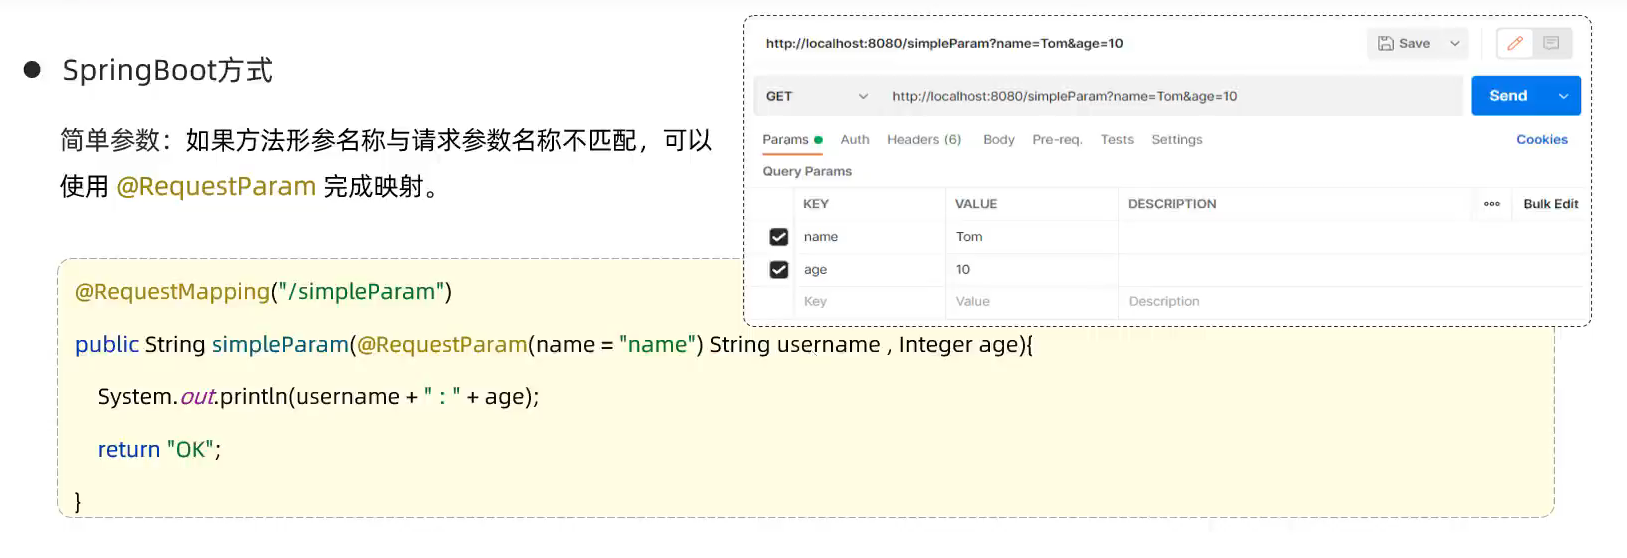 SpringBoot方式
简单参数：如果方法形参名称与请求参数名称不匹配，可以
使用 @RequestParam 完成映射。
http://localhost:8080/simpleParam?name=Tom&age=10
Save
GET http://localhost:8080/simpleParam?name=Tom&age=10 Send
Params Auth Headers (6) Body Pre-req. Tests Settings Cookies
Query Params
KEY VALUE DESCRIPTION ooo Bulk Edit
name Tom
age 10
Key Value Description
@RequestMapping("/simpleParam")
public String simpleParam(@RequestParam(name = "name") String username , Integer age){
System.out.println(username + " : " + age);
return "OK";
}